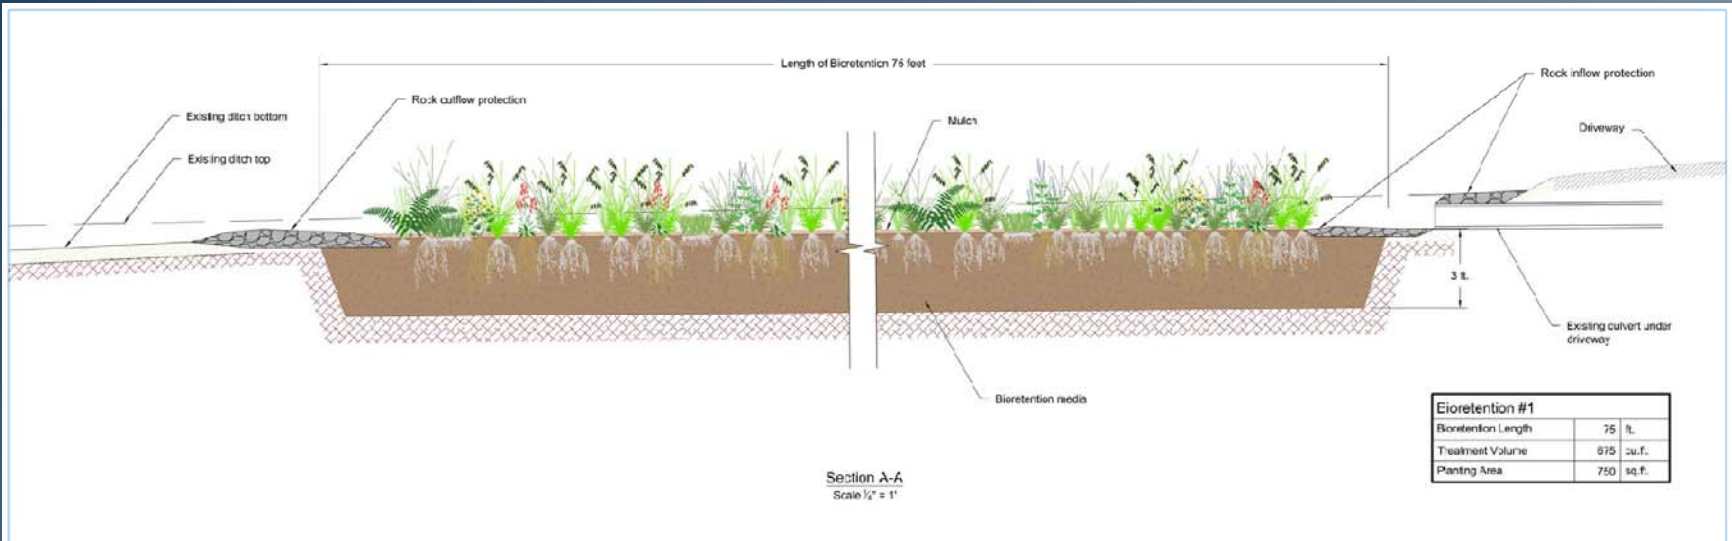 Length of Bioretention 75 feet
Rock outflow protection
Rock inflow protection
Existing ditch bottom
Mulch
Driveway
Existing ditch top
3 ft.
Existing culvert under
driveway
Bioretention media
Bioretention #1
Bioretention Length 75 ft.
Treatment Volume 675 cu.ft.
Planting Area 750 sq.ft.
Section A-A
Scale ¼" = 1'